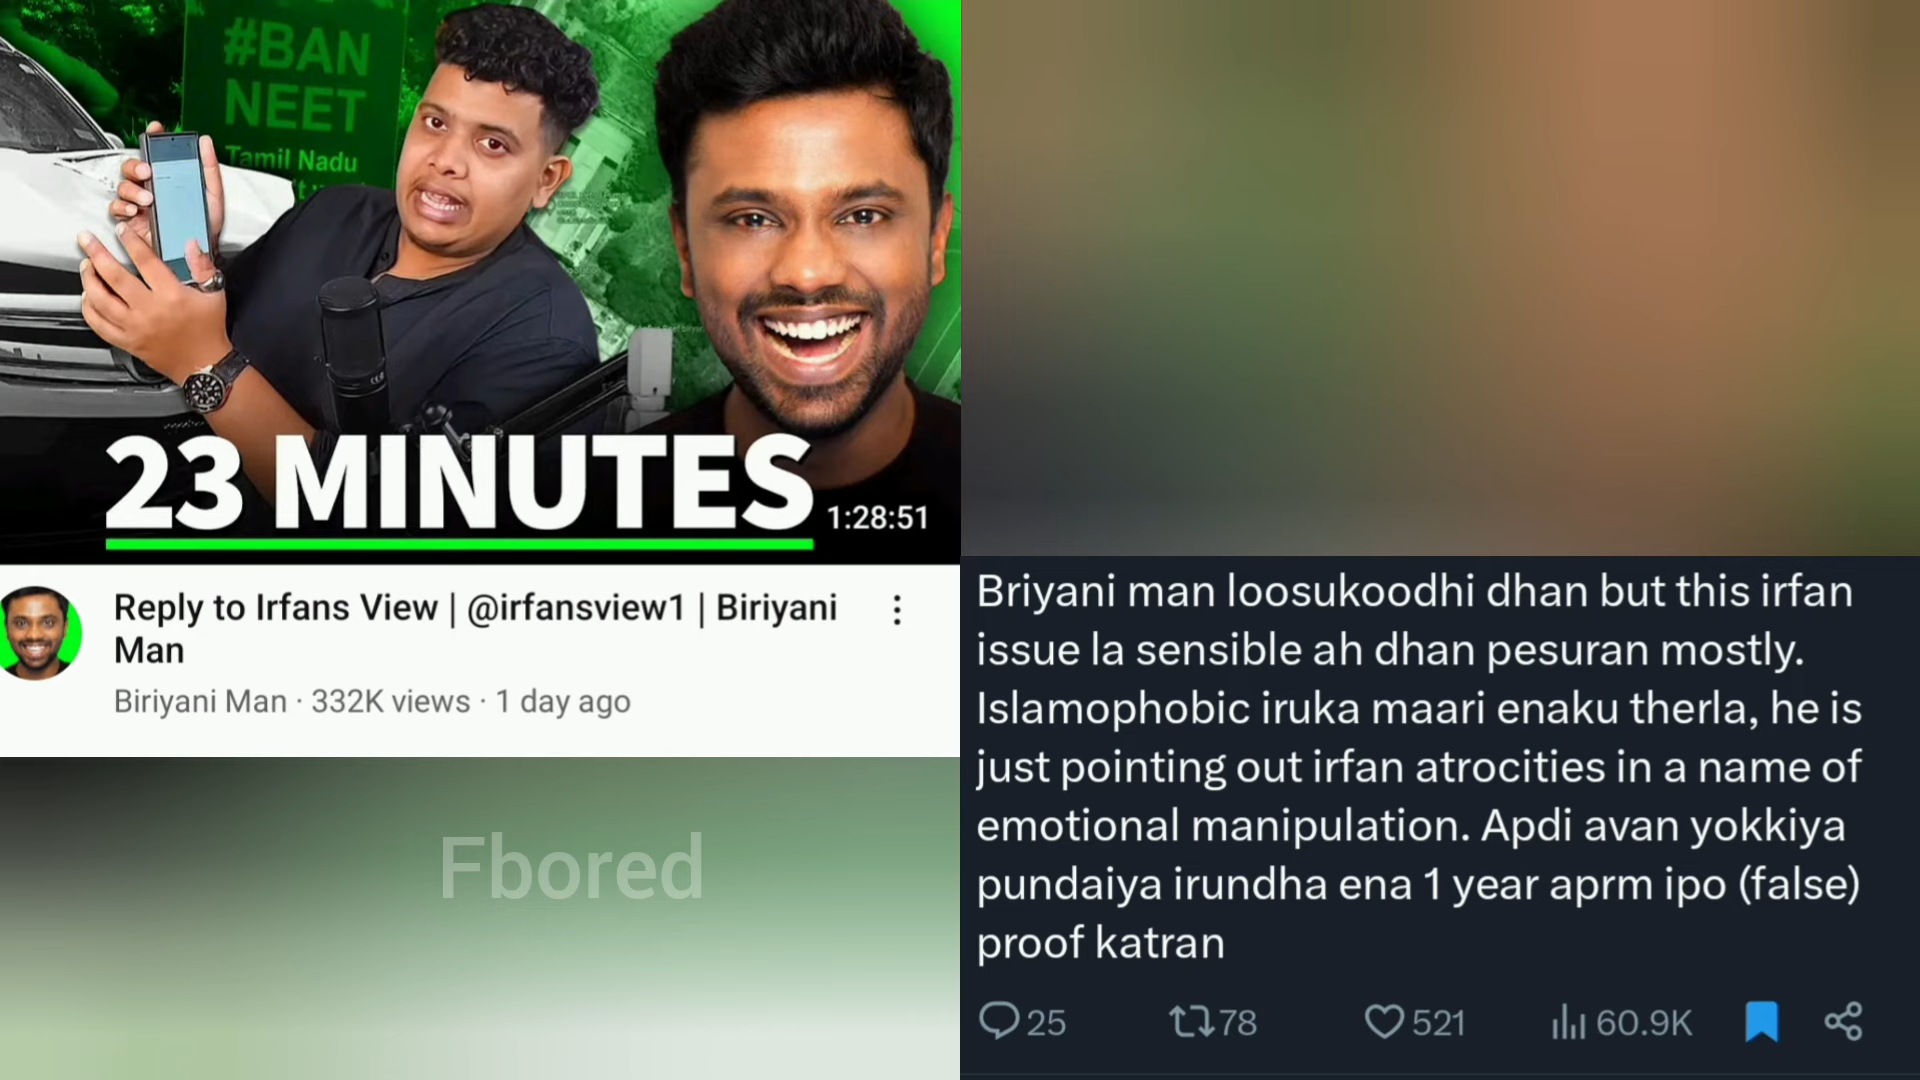 #BAN
NEET
Tamil Nadu
23 MINUTES
1:28:51
Reply to Irfans View | @irfansview1 | Biriyani
Man
Biriyani Man · 332K views · 1 day ago
Fbored
Briyani man loosukoodhi dhan but this irfan
issue la sensible ah dhan pesuran mostly.
Islamophobic iruka maari enaku therla, he is
just pointing out irfan atrocities in a name of
emotional manipulation. Apdi avan yokkiya
pundaiya irundha ena 1 year aprm ipo (false)
proof katran
25 78 521 60.9K